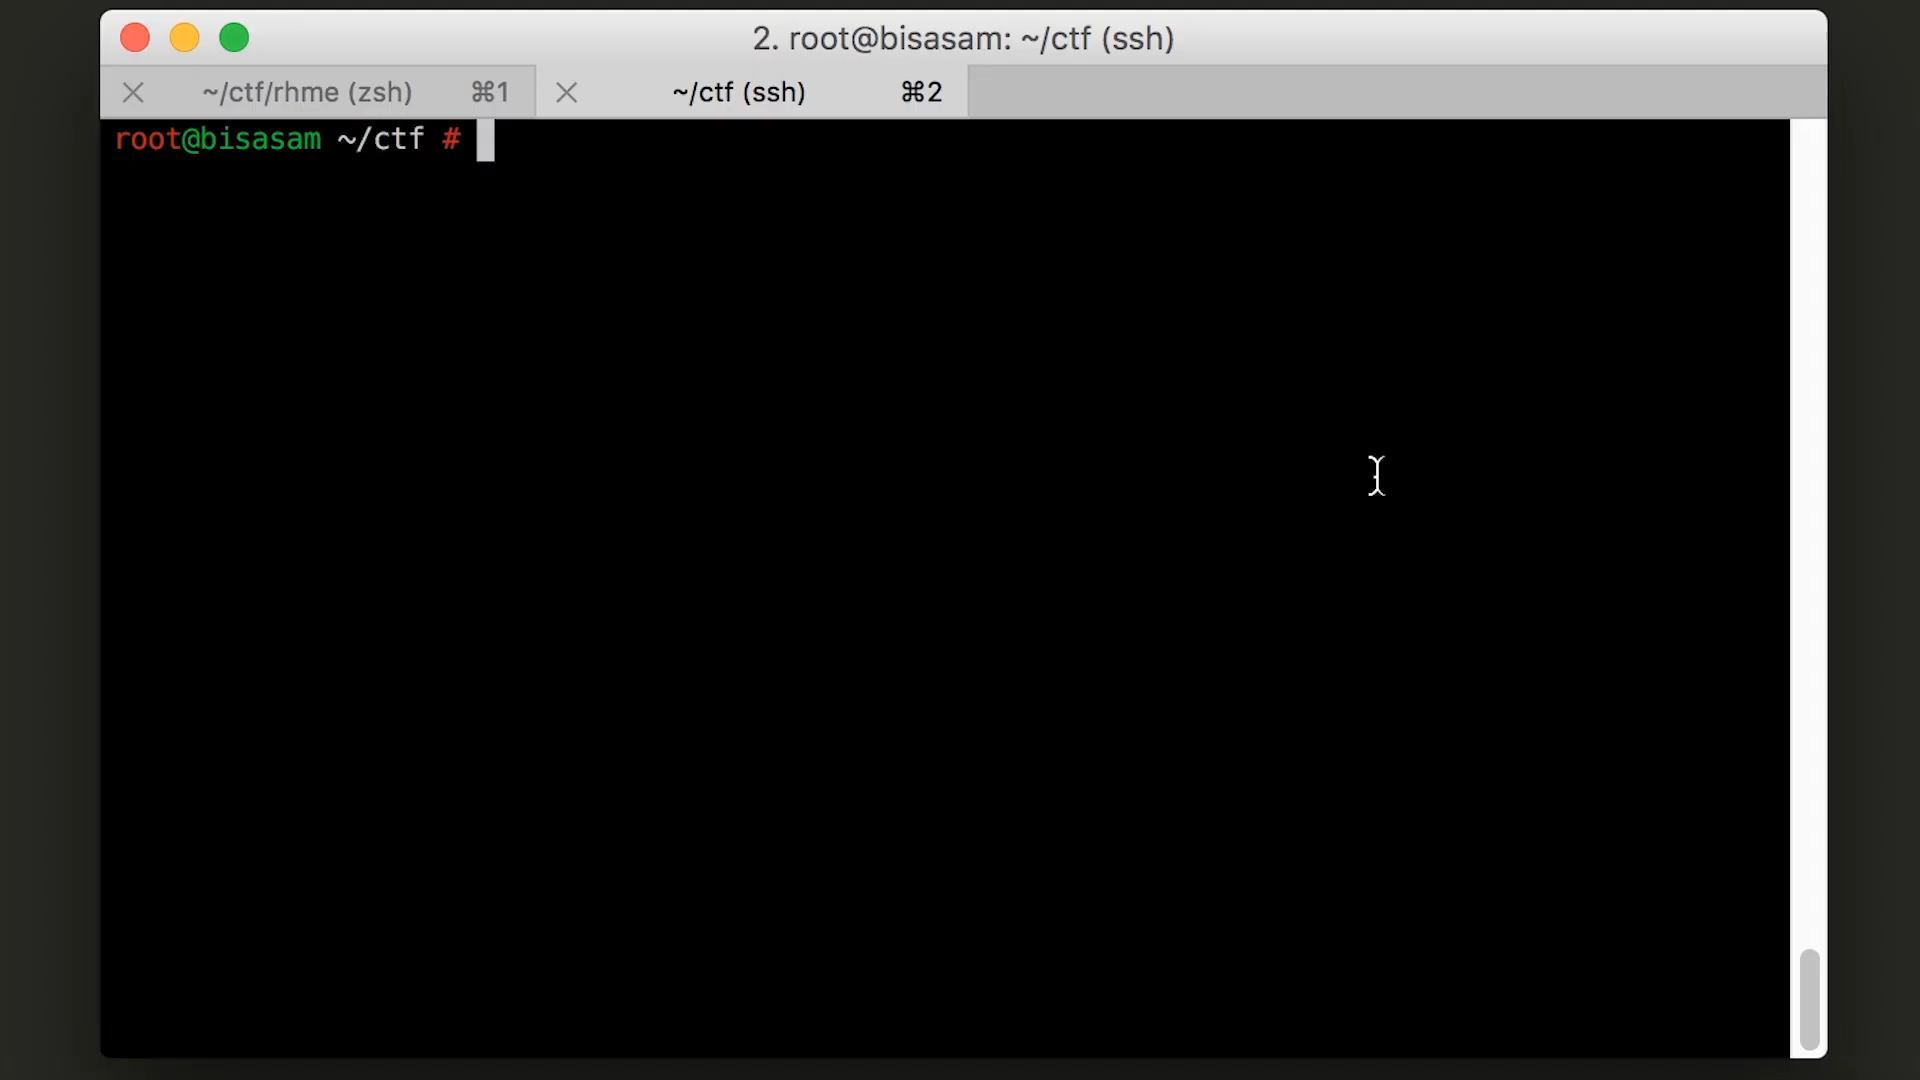 2. root@bisasam: ~/ctf (ssh)
~/ctf/rhme (zsh) ⌘1 ~/ctf (ssh) ⌘2
root@bisasam ~/ctf #